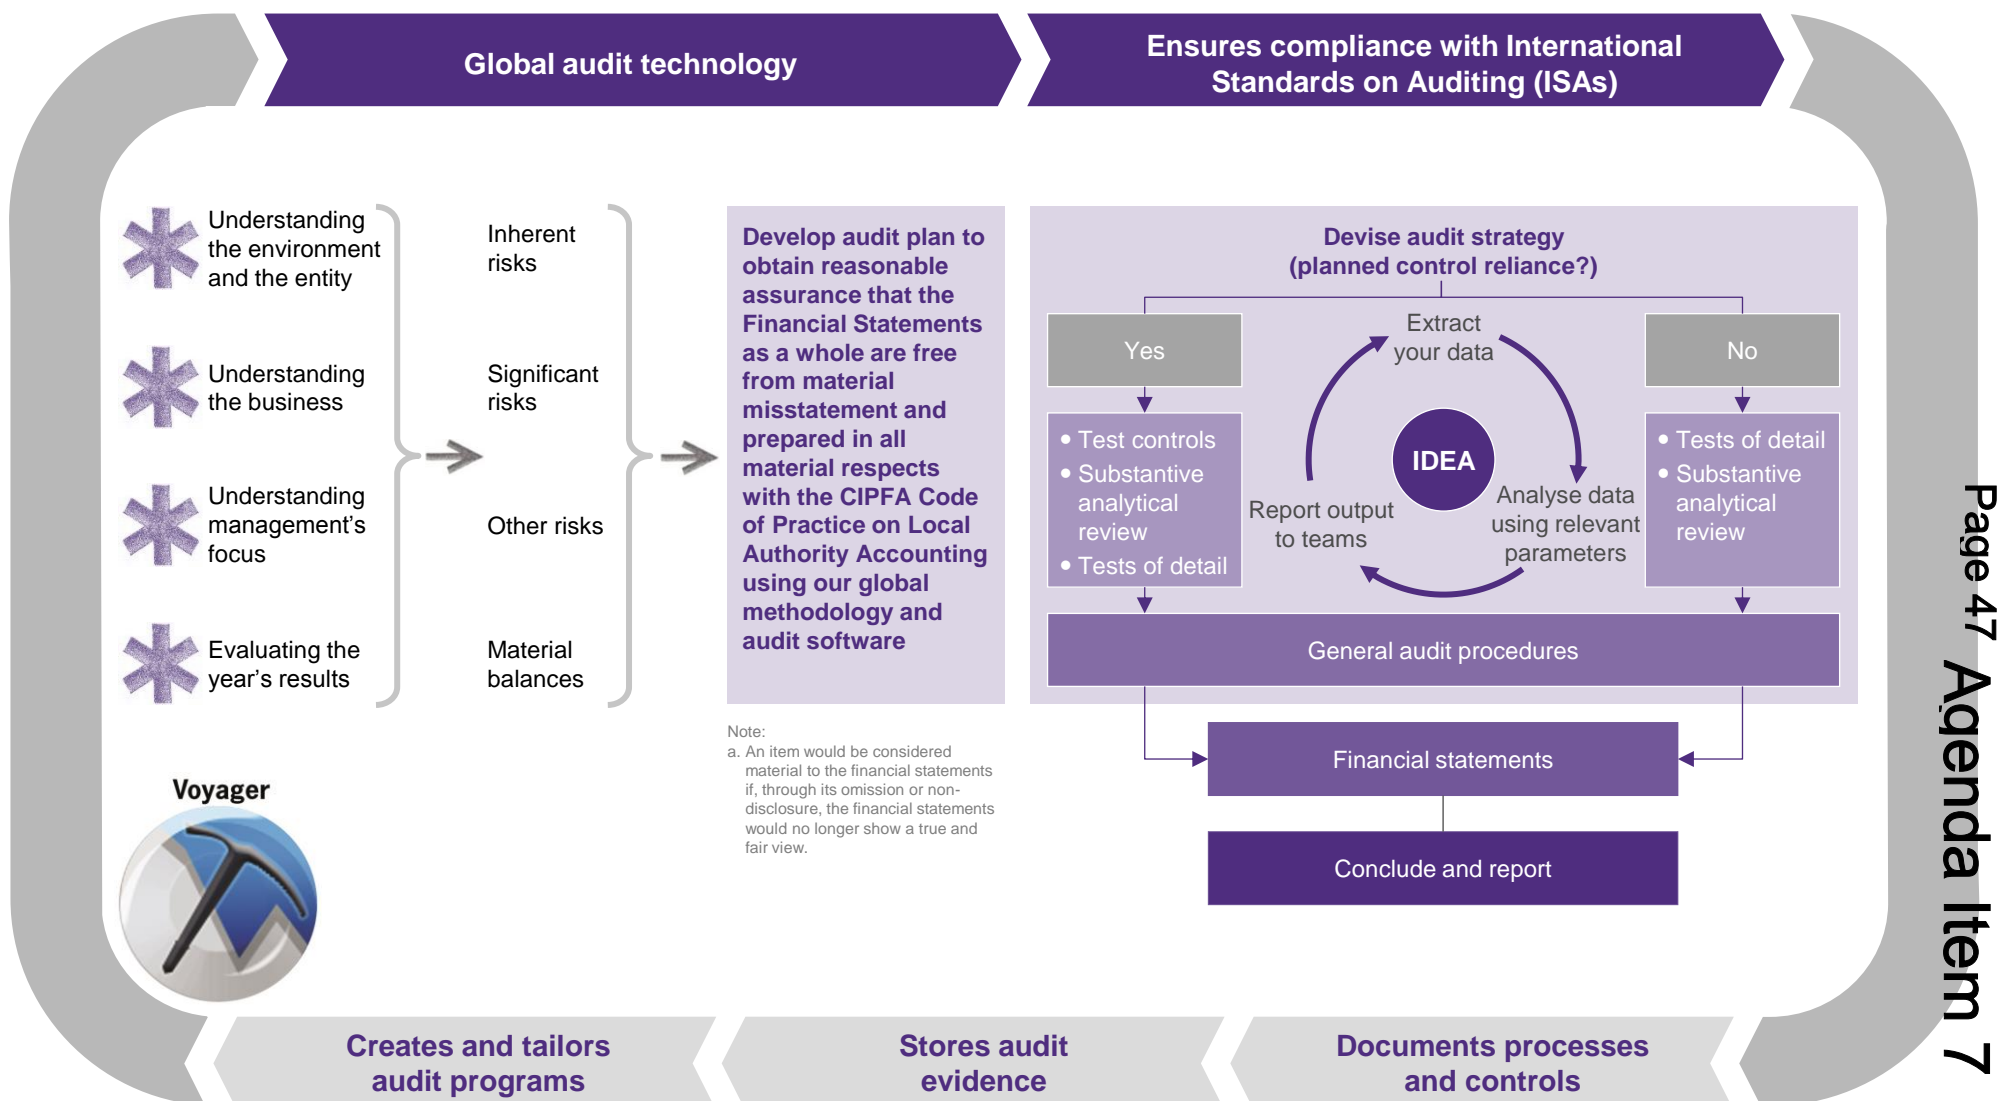 Global audit technology
Ensures compliance with International
Standards on Auditing (ISAs)
Understanding
the environment
and the entity
Understanding
the business
Understanding
management's
focus
Evaluating the
year's results
Inherent
risks
Significant
risks
Other risks
Material
balances
Develop audit plan to
obtain reasonable
assurance that the
Financial Statements
as a whole are free
from material
misstatement and
prepared in all
material respects
with the CIPFA Code
of Practice on Local
Authority Accounting
using our global
methodology and
audit software
Note:
a. An item would be considered
material to the financial statements
if, through its omission or non-
disclosure, the financial statements
would no longer show a true and
fair view.
Devise audit strategy
(planned control reliance?)
Yes
• Test controls
• Substantive
analytical
review
• Tests of detail
Extract
your data
IDEA
Analyse data
using relevant
parameters
Report output
to teams
No
• Tests of detail
• Substantive
analytical
review
General audit procedures
Financial statements
Conclude and report
Voyager
Creates and tailors
audit programs
Stores audit
evidence
Documents processes
and controls
Page 47
Agenda Item 7